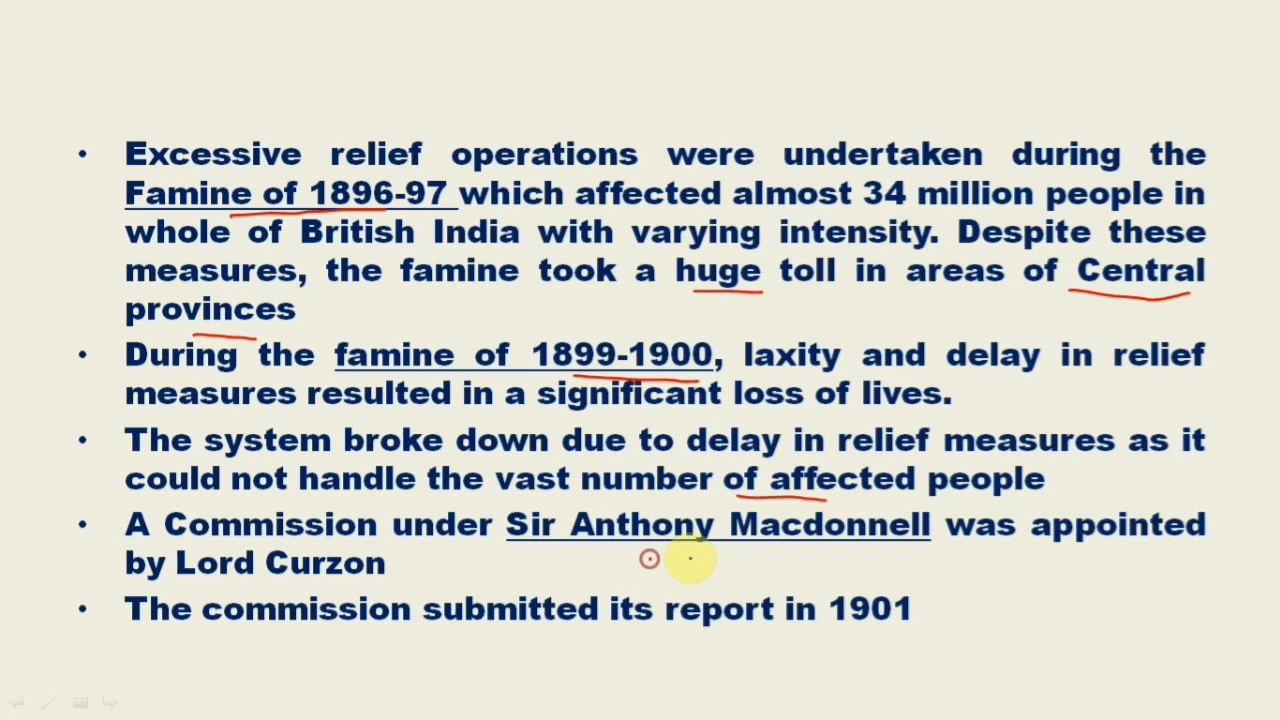 • Excessive relief operations were undertaken during the
Famine of 1896-97 which affected almost 34 million people in
whole of British India with varying intensity. Despite these
measures, the famine took a huge toll in areas of Central
provinces
• During the famine of 1899-1900, laxity and delay in relief
measures resulted in a significant loss of lives.
• The system broke down due to delay in relief measures as it
could not handle the vast number of affected people
• A Commission under Sir Anthony Macdonnell was appointed
by Lord Curzon
• The commission submitted its report in 1901